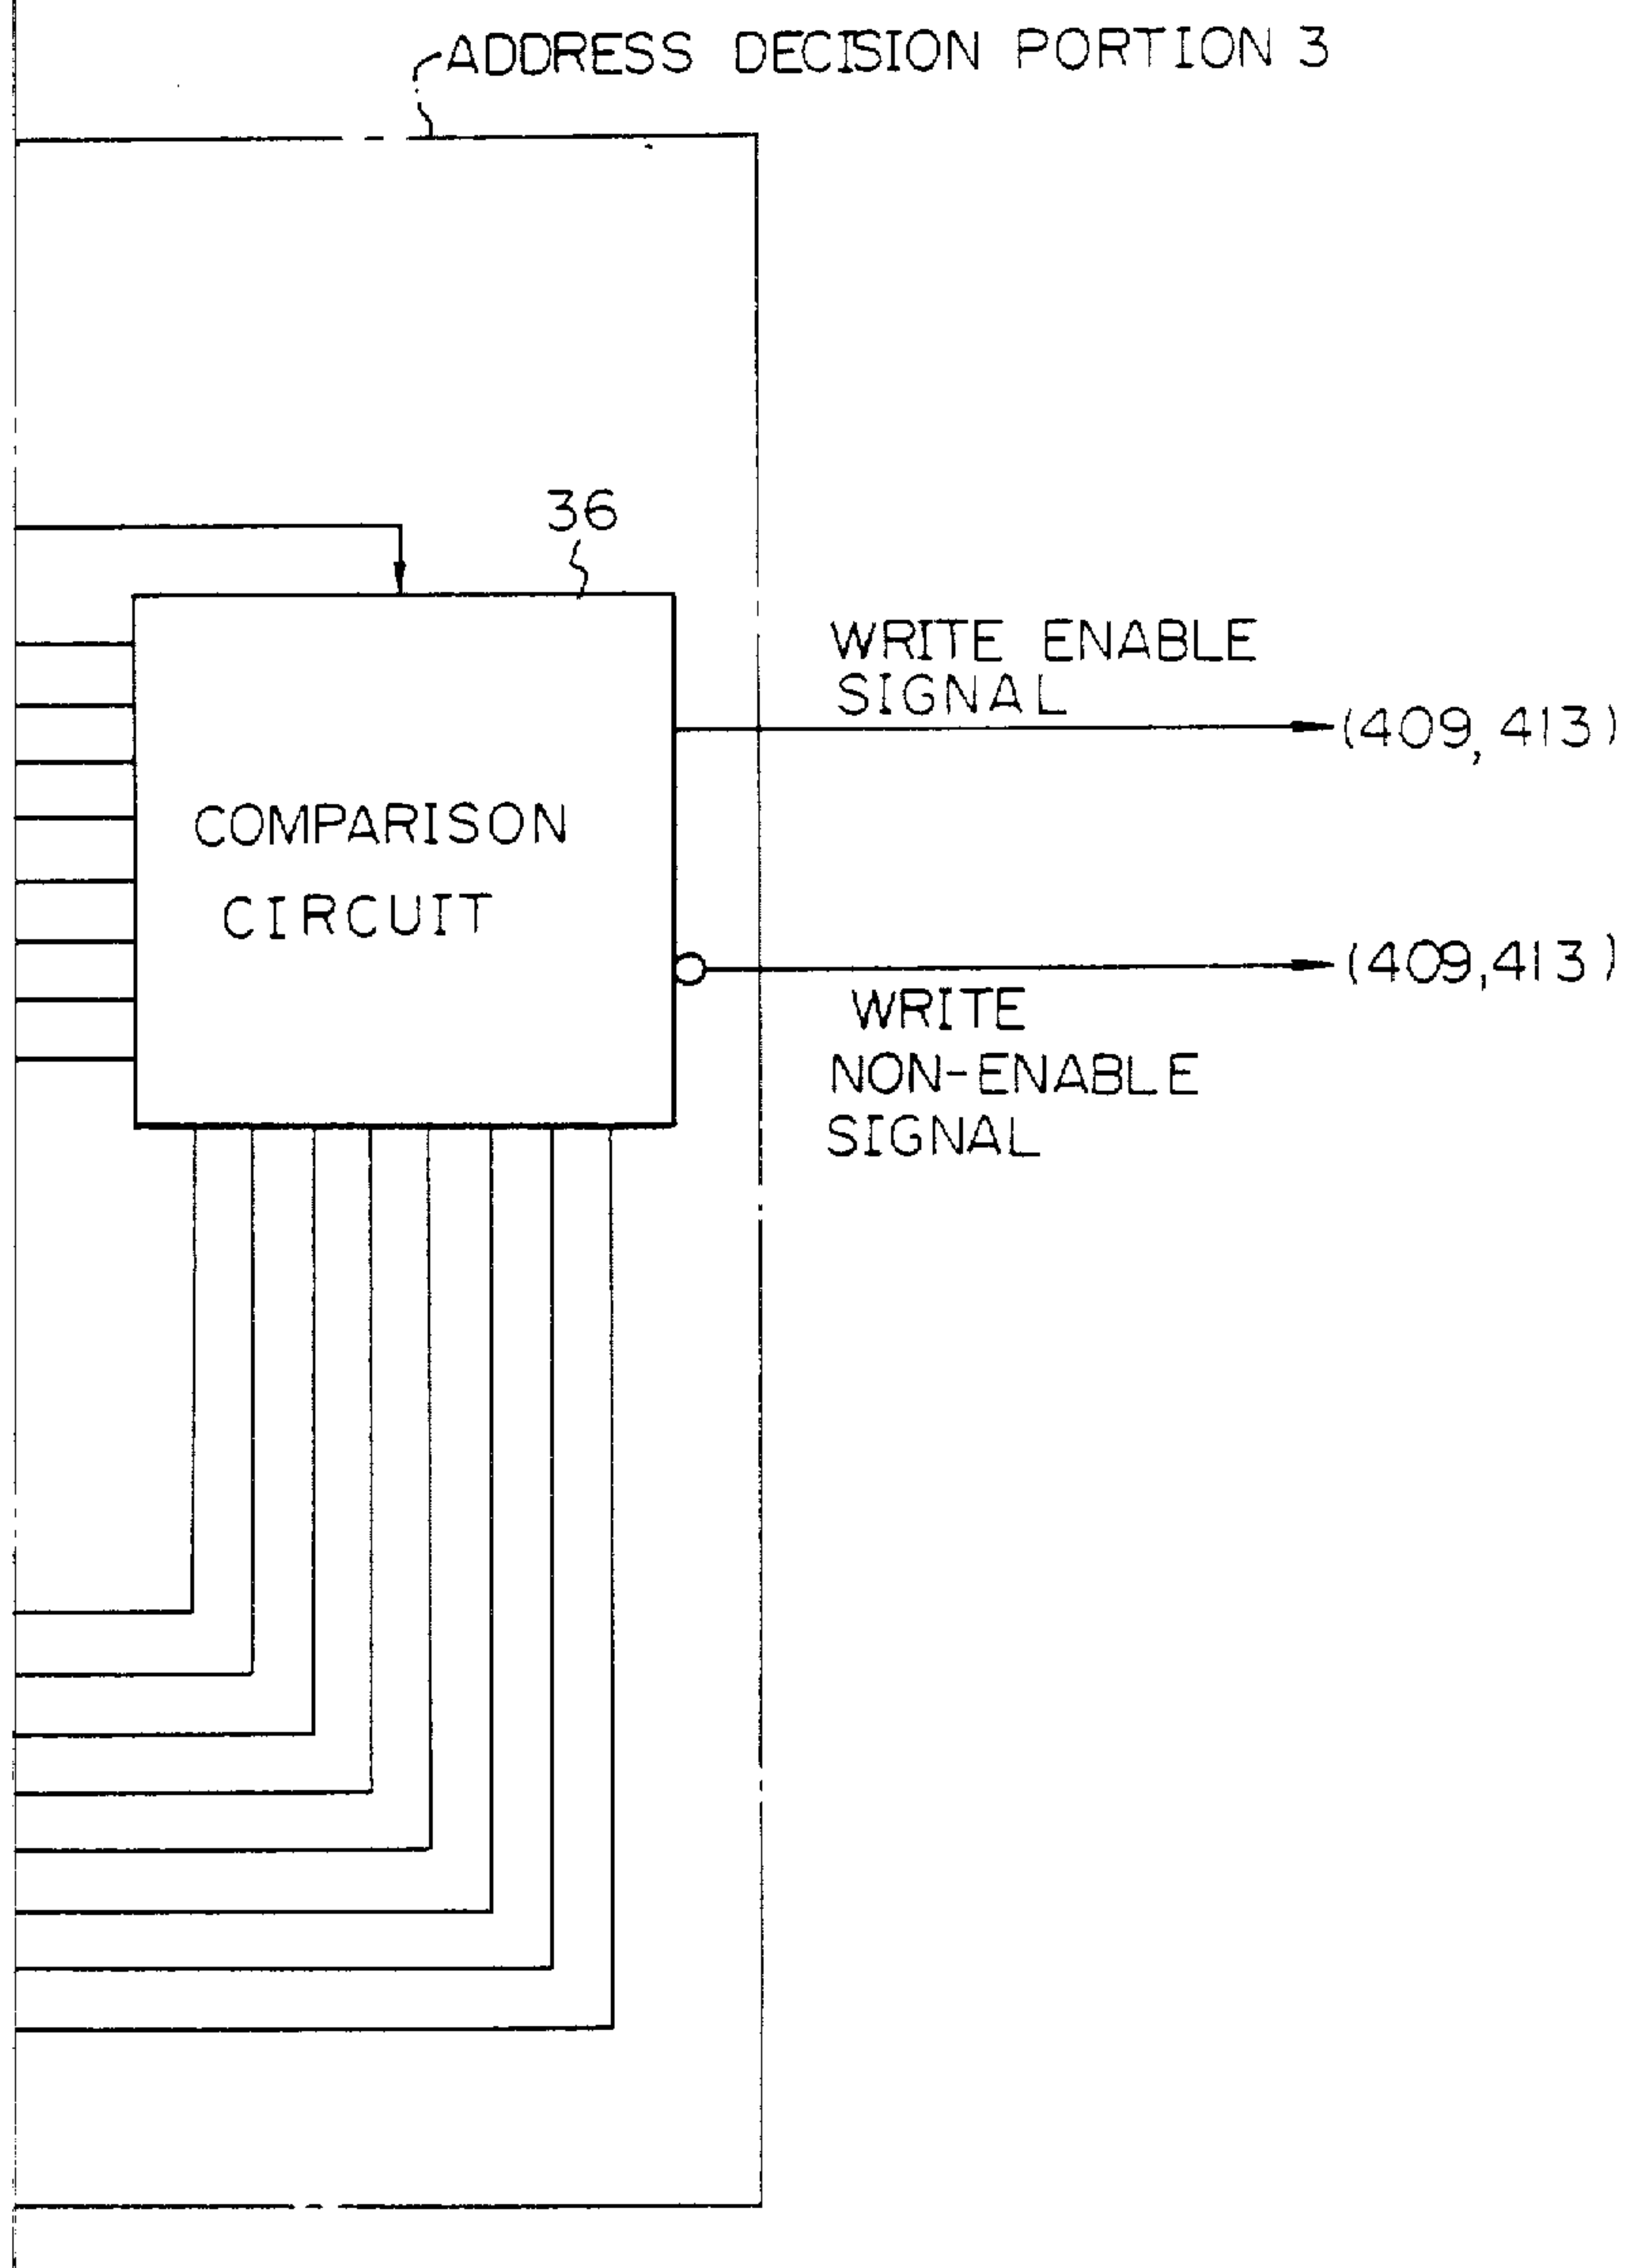 ADDRESS DECISION PORTION 3
36
WRITE ENABLE
SIGNAL
(409, 413)
COMPARISON
CIRCUIT
(409,413)
WRITE
NON-ENABLE
SIGNAL